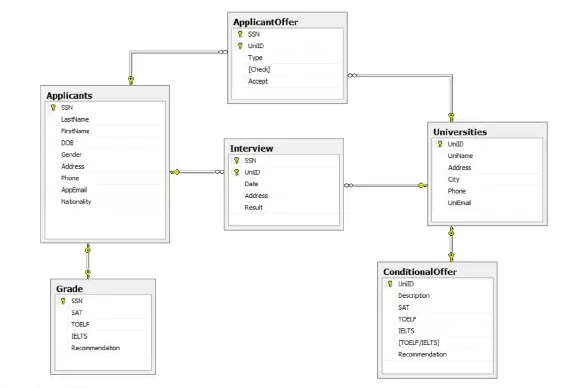 ApplicantOffer
SSN
UniID
Type
[Check]
Accept
Applicants
SSN
LastName
FirstName
DOB
Gender
Address
Phone
AppEmail
Nationality
Interview
SSN
UniID
Date
Address
Result
Universities
UniID
UniName
Address
City
Phone
UniEmail
Grade
SSN
SAT
TOELF
IELTS
Recommendation
ConditionalOffer
UniID
Description
SAT
TOELF
IELTS
[TOELF/IELTS]
Recommendation